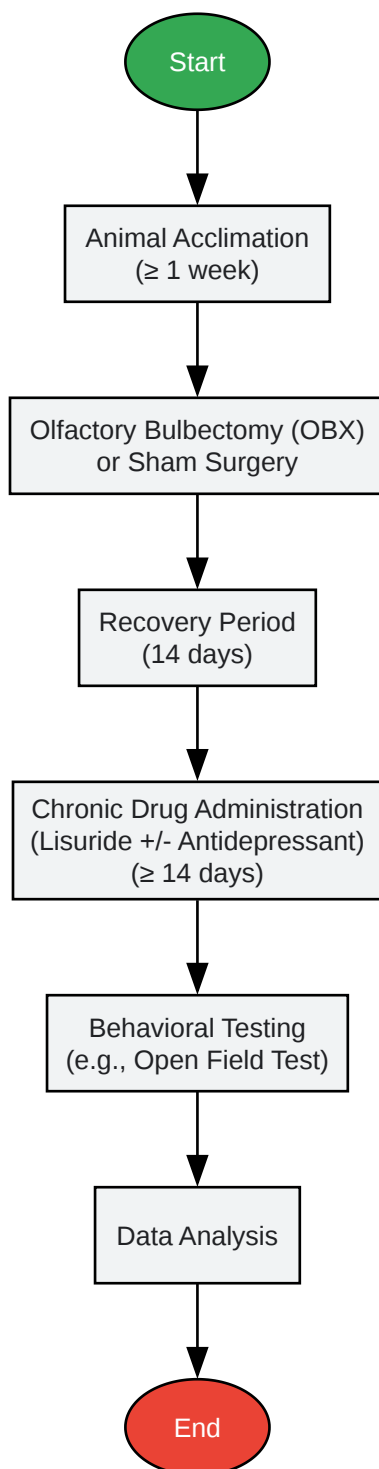 Start
Animal Acclimation
(≥ 1 week)
Olfactory Bulbectomy (OBX)
or Sham Surgery
Recovery Period
(14 days)
Chronic Drug Administration
(Lisuride +/- Antidepressant)
(≥ 14 days)
Behavioral Testing
(e.g., Open Field Test)
Data Analysis
End